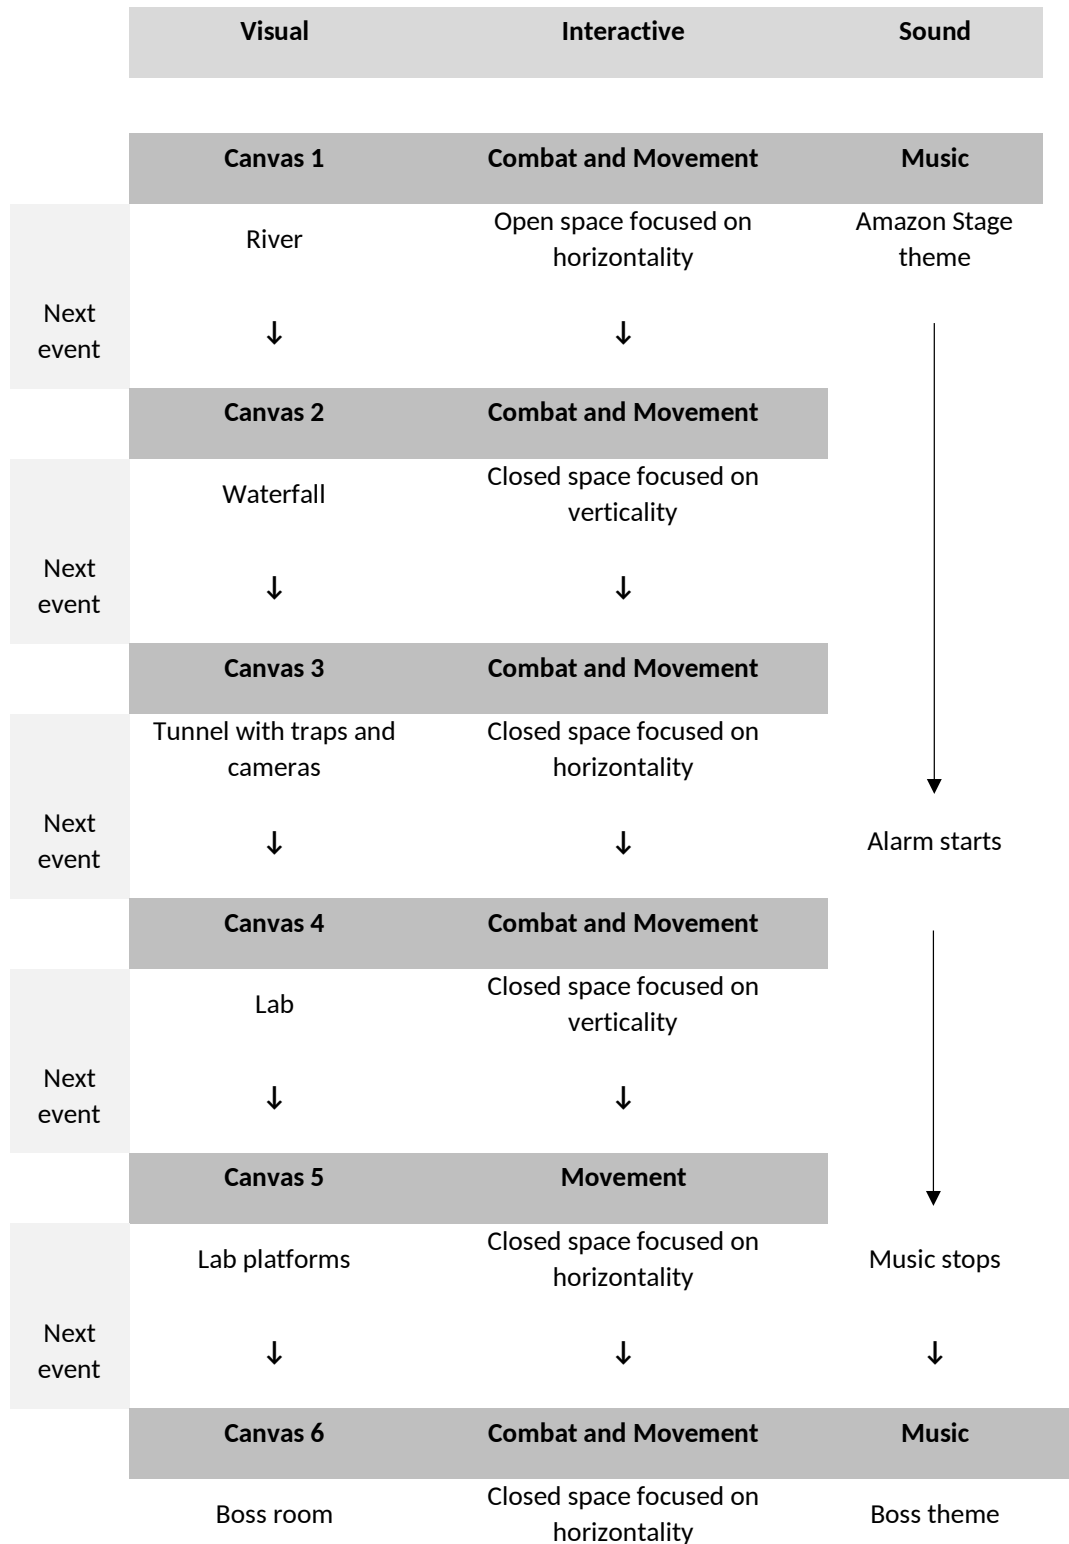 Visual Interactive Sound
Canvas 1 Combat and Movement Music
River
Open space focused on
horizontality
Amazon Stage
theme
Next
event
↓ ↓
Canvas 2 Combat and Movement
Waterfall
Closed space focused on
verticality
Next
event
↓ ↓
Canvas 3 Combat and Movement
Tunnel with traps and
cameras
Closed space focused on
horizontality
Next
event
↓ ↓
Alarm starts
Canvas 4 Combat and Movement
Lab
Closed space focused on
verticality
Next
event
↓ ↓
Canvas 5 Movement
Lab platforms
Closed space focused on
horizontality
Music stops
Next
event
↓ ↓ ↓
Canvas 6 Combat and Movement Music
Boss room
Closed space focused on
horizontality
Boss theme